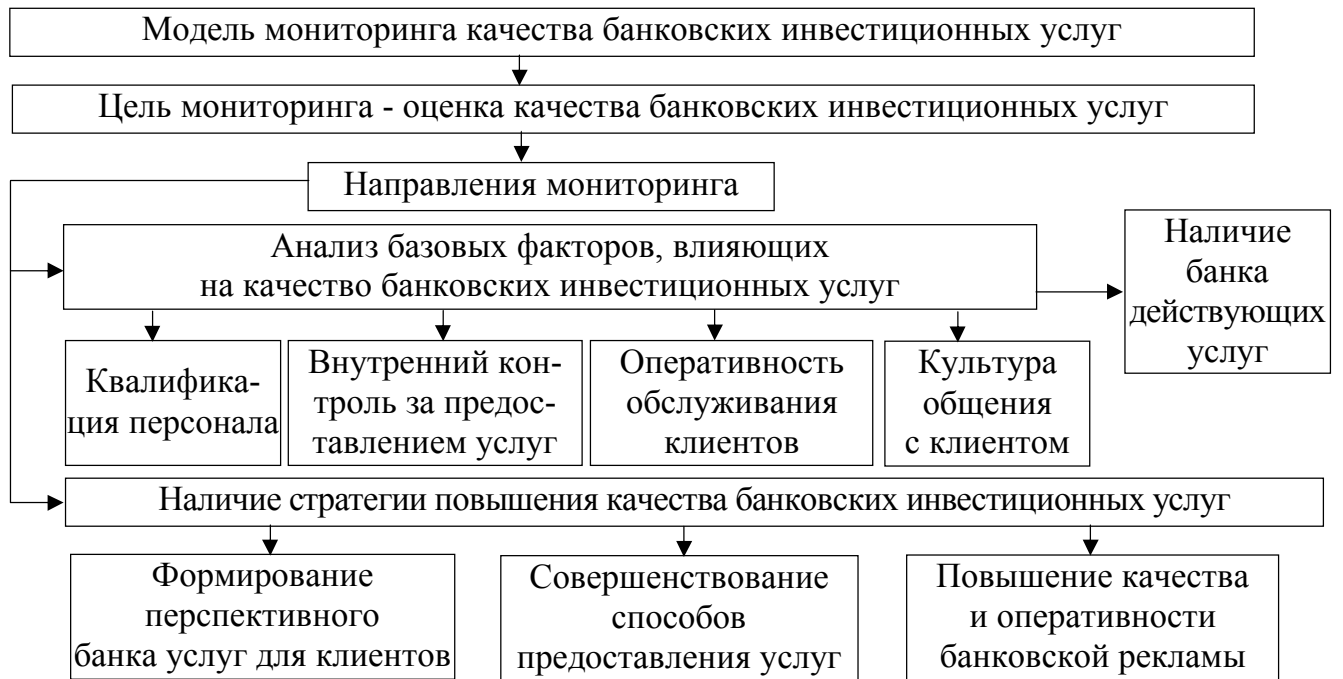 Модель мониторинга качества банковских инвестиционных услуг
Цель мониторинга - оценка качества банковских инвестиционных услуг
Направления мониторинга
Анализ базовых факторов, влияющих
на качество банковских инвестиционных услуг
Наличие
банка
действующих
услуг
Квалифика-
ция персонала
Внутренний кон-
троль за предос-
тавлением услуг
Оперативность
обслуживания
клиентов
Культура
общения
с клиентом
Наличие стратегии повышения качества банковских инвестиционных услуг
Формирование
перспективного
банка услуг для клиентов
Совершенствование
способов
предоставления услуг
Повышение качества
и оперативности
банковской рекламы